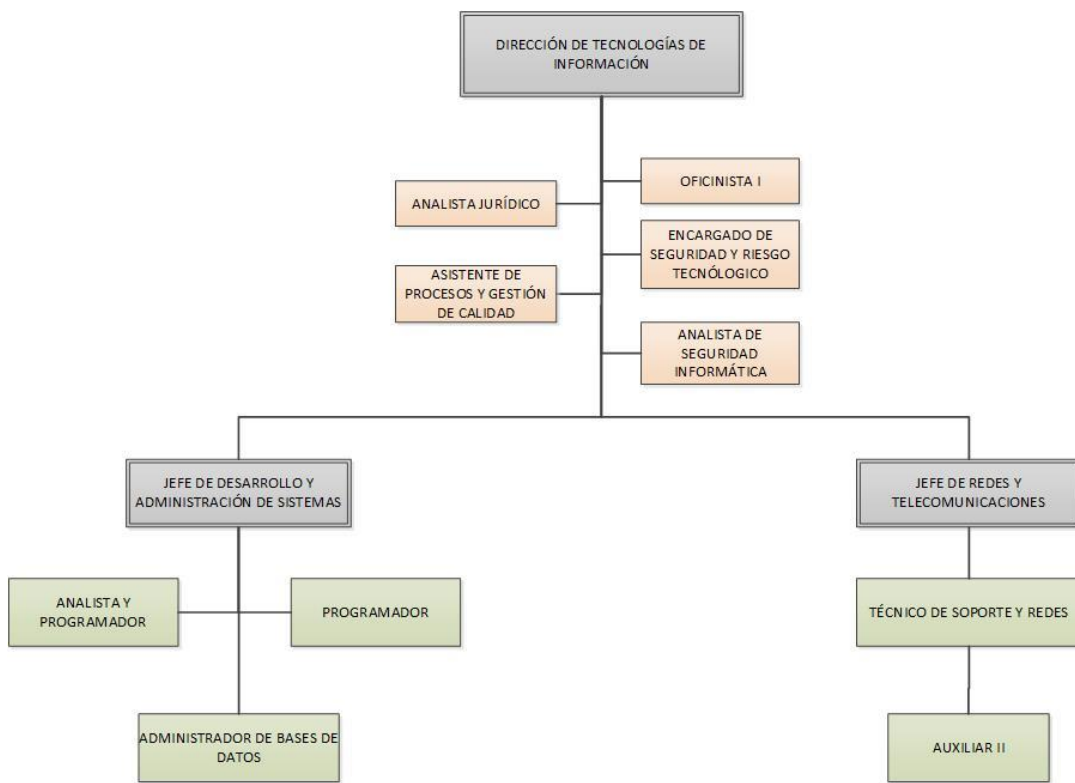 DIRECCIÓN DE TECNOLOGÍAS DE
INFORMACIÓN
OFICINISTA I
ANALISTA JURÍDICO
ENCARGADO DE
SEGURIDAD Y RIESGO
TECNÓLOGICO
ASISTENTE DE
PROCESOS Y GESTIÓN
DE CALIDAD
ANALISTA DE
SEGURIDAD
INFORMÁTICA
JEFE DE DESARROLLO Y
ADMINISTRACIÓN DE SISTEMAS
JEFE DE REDES Y
TELECOMUNICACIONES
ANALISTA Y
PROGRAMADOR
PROGRAMADOR
TÉCNICO DE SOPORTE Y REDES
ADMINISTRADOR DE BASES DE
DATOS
AUXILIAR II